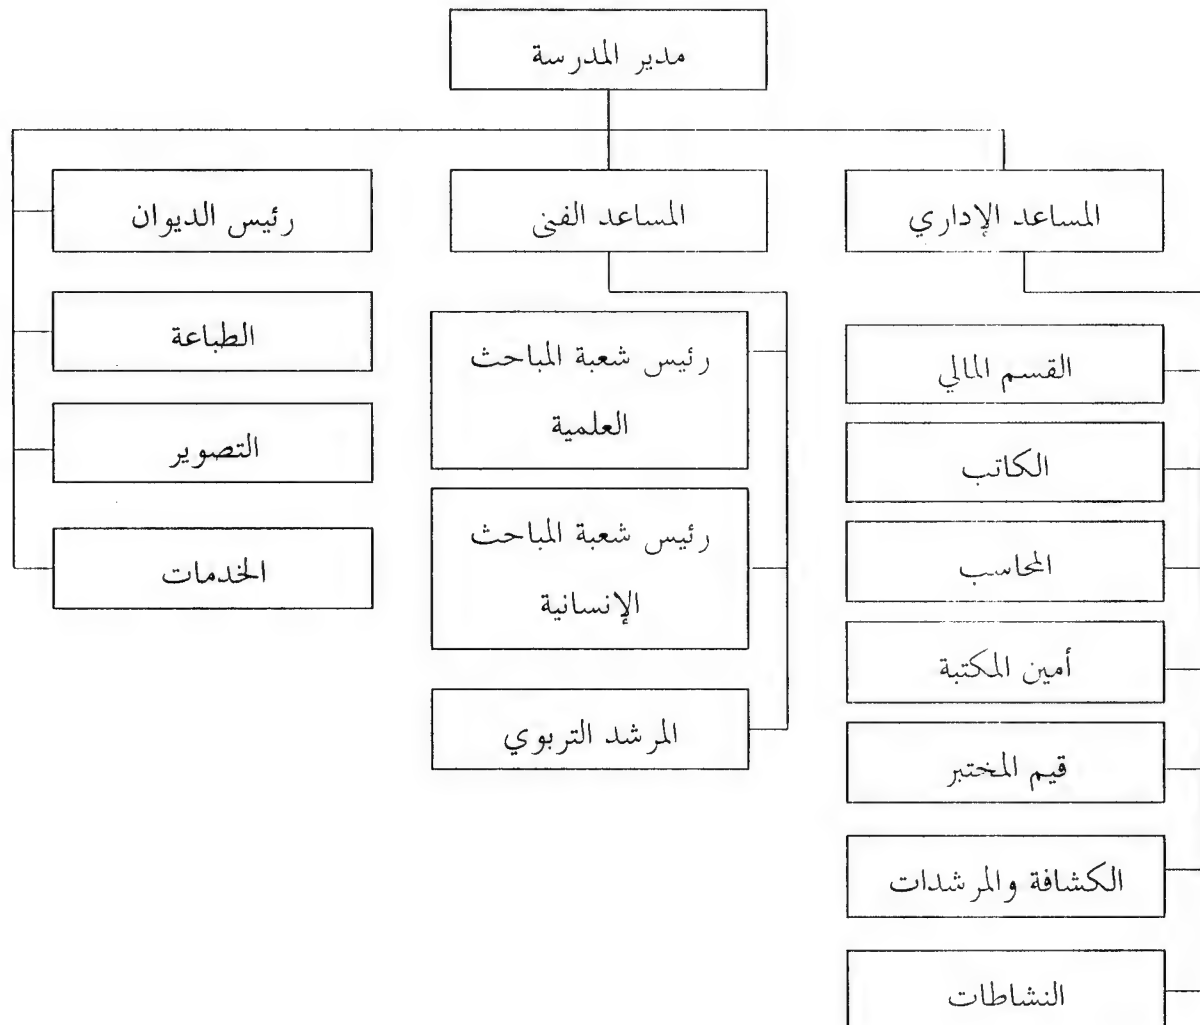 مدير المدرسة
المساعد الإداري
المساعد الفنى
رئيس الديوان
القسم المالي
الكاتب
المحاسب
أمين المكتبة
قيم المختبر
الكشافة والمرشدات
النشاطات
رئيس شعبة المباحث
العلمية
رئيس شعبة المباحث
الإنسانية
المرشد التربوي
الطباعة
التصوير
الخدمات